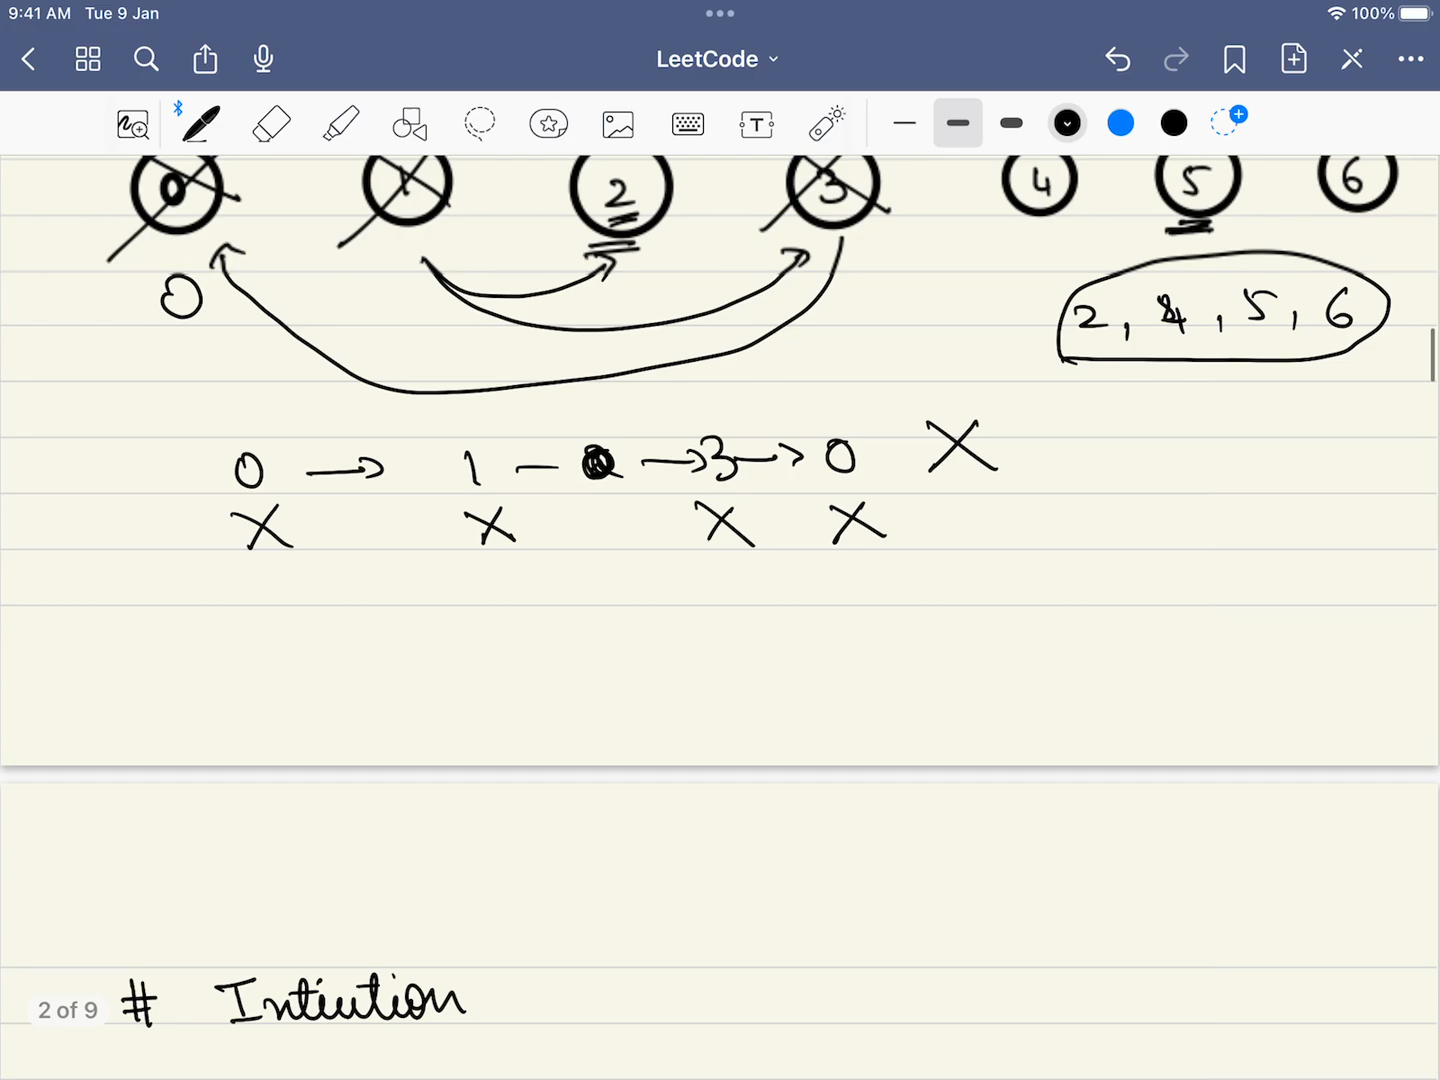 9:41 AM Tue 9 Jan
100%
LeetCode
T
0 1 2 3 4 5 6
0
2, 4, 5, 6
0 → 1 — → 3 → 0 X
X X X X
2 of 9
# Intiution